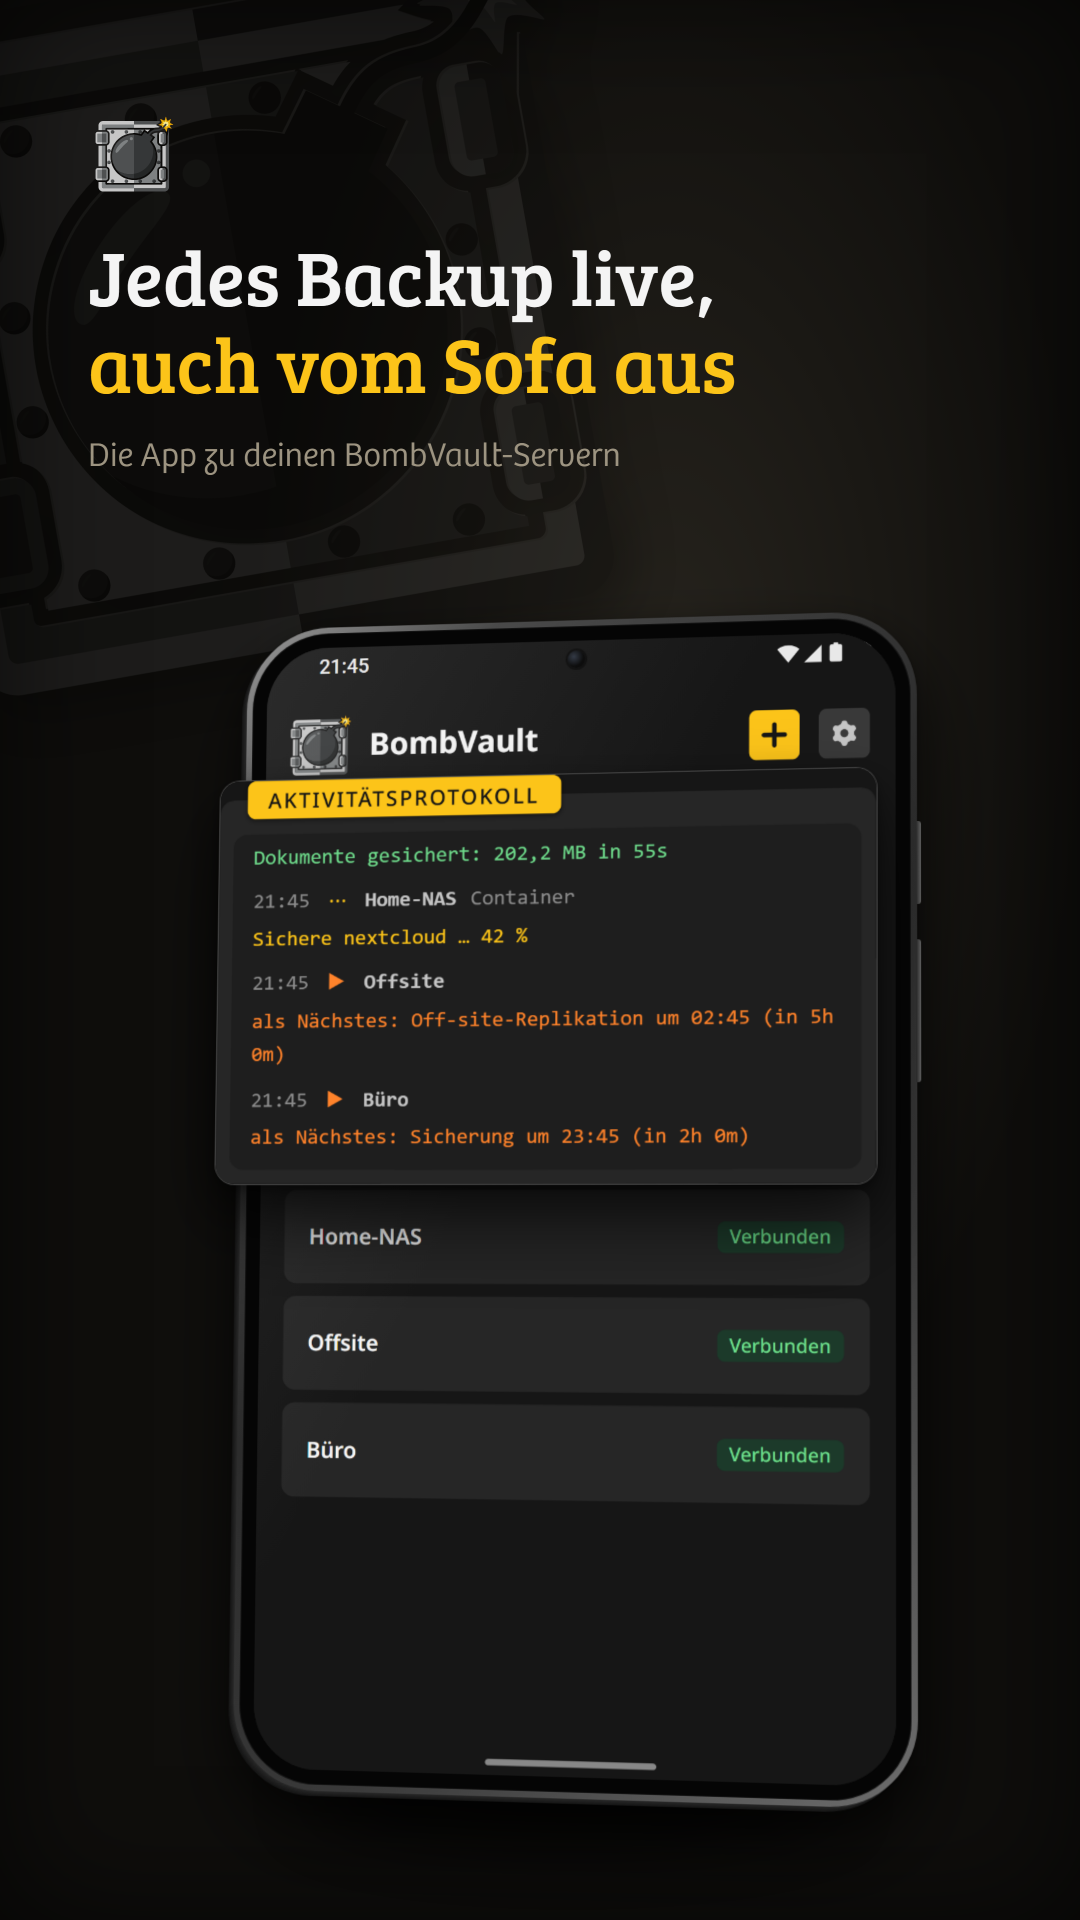 Jedes Backup live,
auch vom Sofa aus
Die App zu deinen BombVault-Servern
21:45
BombVault
AKTIVITÄTSPROTOKOLL
Dokumente gesichert: 202,2 MB in 55s
21:45 ··· Home-NAS Container
Sichere nextcloud … 42 %
21:45 ▶ Offsite
als Nächstes: Off-site-Replikation um 02:45 (in 5h
0m)
21:45 ▶ Büro
als Nächstes: Sicherung um 23:45 (in 2h 0m)
Home-NAS Verbunden
Offsite Verbunden
Büro Verbunden